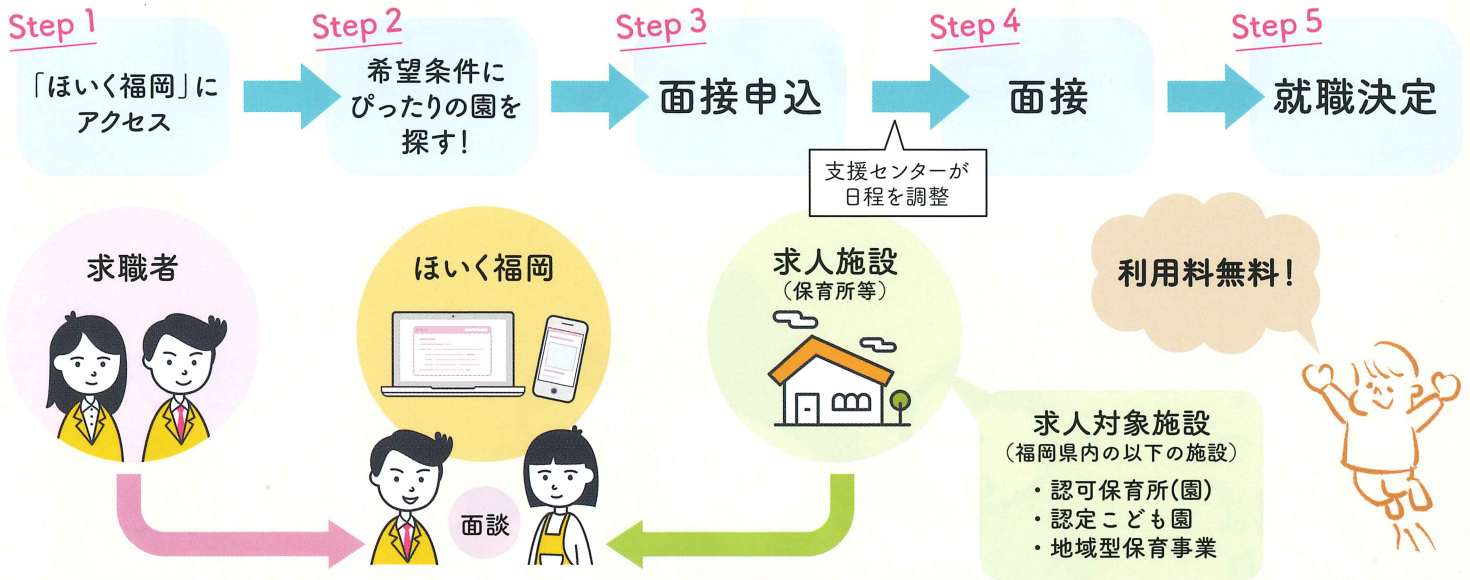 Step 1
「ほいく福岡」に
アクセス
Step 2
希望条件に
ぴったりの園を
探す！
Step 3
面接申込
支援センターが
日程を調整
Step 4
面接
Step 5
就職決定
求職者
ほいく福岡
面談
求人施設
（保育所等）
求人対象施設
（福岡県内の以下の施設）
・認可保育所(園)
・認定こども園
・地域型保育事業
利用料無料！